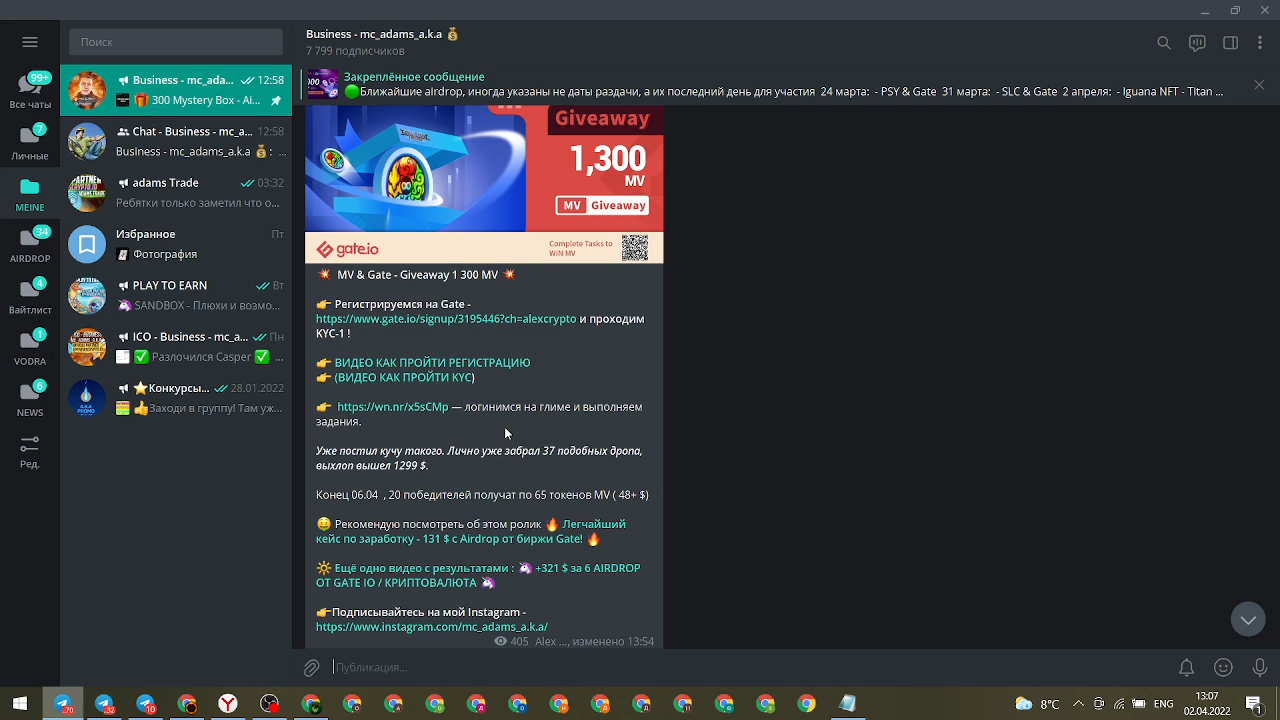 Поиск
99+
Все чаты
7
Личные
MEINE
34
AIRDROP
4
Вайтлист
1
VODRA
6
NEWS
Ред.
Business - mc_ada... 12:58
300 Mystery Box - Ai...
Chat - Business - mc_a... 12:58
Business - mc_adams_a.k.a : ...
adams Trade 03:32
Ребятки только заметил что о...
Избранное Пт
Фотография
PLAY TO EARN Вт
SANDBOX - Плюхи и возмо...
ICO - Business - mc_a... Пн
Разлочился Casper ...
Конкурсы... 28.01.2022
Заходи в группу! Там уж...
Business - mc_adams_a.k.a
7 799 подписчиков
Закреплённое сообщение
Ближайшие aIrdrop, иногда указаны не даты раздачи, а их последний день для участия 24 марта: - PSY & Gate 31 марта: - SLC & Gate 2 апреля: - Iguana NFT - Titan ...
Giveaway
1,300
MV
MV Giveaway
gate.io
Complete Tasks to
WIN MV
MV & Gate - Giveaway 1 300 MV
Регистрируемся на Gate -
https://www.gate.io/signup/3195446?ch=alexcrypto и проходим
KYC-1 !
ВИДЕО КАК ПРОЙТИ РЕГИСТРАЦИЮ
(ВИДЕО КАК ПРОЙТИ KYC)
https://wn.nr/x5sCMp — логинимся на глиме и выполняем
задания.
Уже постил кучу такого. Лично уже забрал 37 подобных дропа,
выхлоп вышел 1299 $.
Конец 06.04 , 20 победителей получат по 65 токенов MV ( 48+ $)
Рекомендую посмотреть об этом ролик Легчайший
кейс по заработку - 131 $ с Airdrop от биржи Gate!
Ещё одно видео с результатами : +321 $ за 6 AIRDROP
ОТ GATE IO / КРИПТОВАЛЮТА
Подписывайтесь на мой Instagram -
https://www.instagram.com/mc_adams_a.k.a/
405 Alex ..., изменено 13:54
Публикация...
70
32
10
6°C
ENG
13:07
02.04.2022